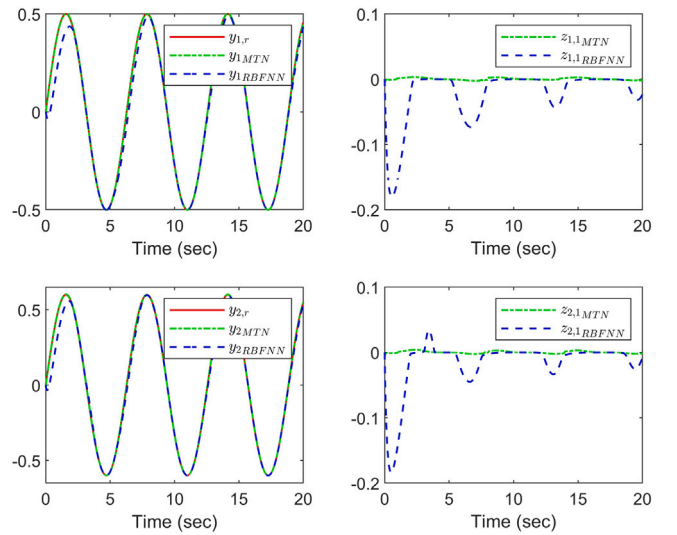 0.5
0
-0.5
0 5 10 15 20
Time (sec)
y1,r
y1MTN
y1RBFNN
0.1
0
-0.1
-0.2
0 5 10 15 20
Time (sec)
z1,1MTN
z1,1RBFNN
0.5
0
-0.5
0 5 10 15 20
Time (sec)
y2,r
y2MTN
y2RBFNN
0.1
0
-0.1
-0.2
0 5 10 15 20
Time (sec)
z2,1MTN
z2,1RBFNN